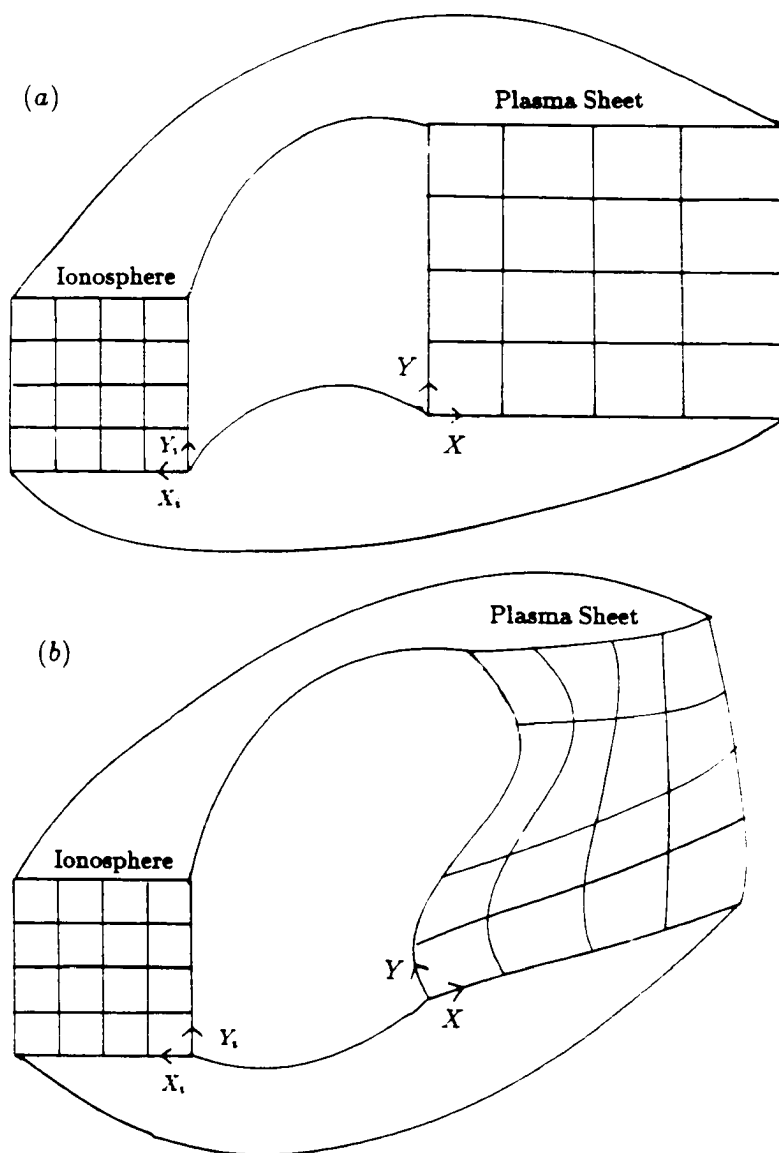 (a)
Plasma Sheet
Ionosphere
Y
X
Yᵢ
Xᵢ
(b)
Plasma Sheet
Ionosphere
Y
X
Yᵢ
Xᵢ